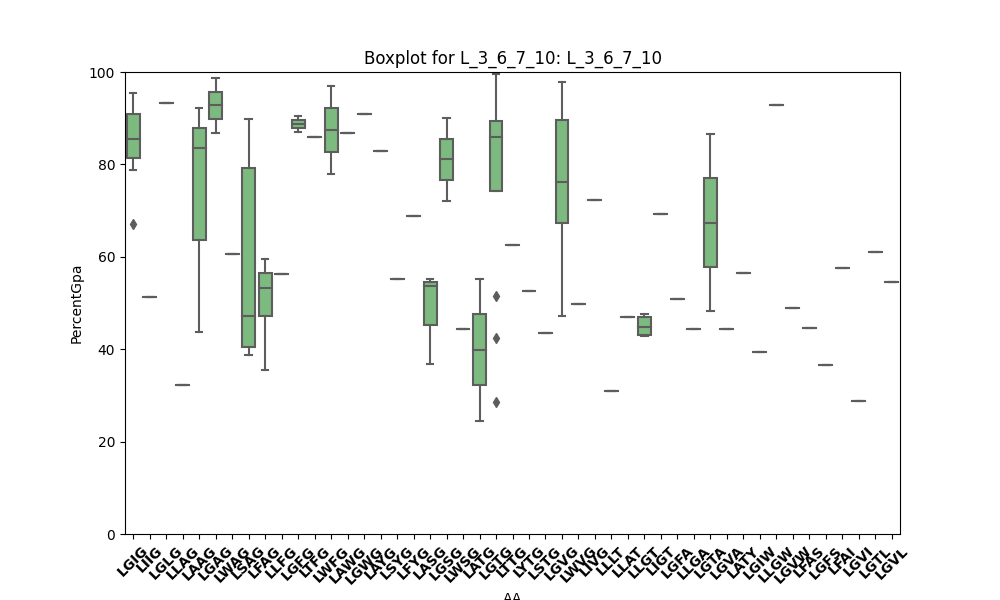 Boxplot for L_3_6_7_10: L_3_6_7_10
PercentGpa
100
80
60
40
20
0
LGIG LIIG LGLG LLAG LAAG LGAG LWAG LSAG LFAG LLFG LGFG LTFG LWFG LAWG LGWG LAYG LSYG LFYG LASG LGSG LWSG LATG LGTG LTTG LYTG LSTG LGVG LWVG LIVG LLLT LLAT LLGT LIGT LGFA LLGA LGTA LGVA LATY LGIW LLGW LGVW LFAS LGFS LFAI LGVI LGTL LGVL
AA